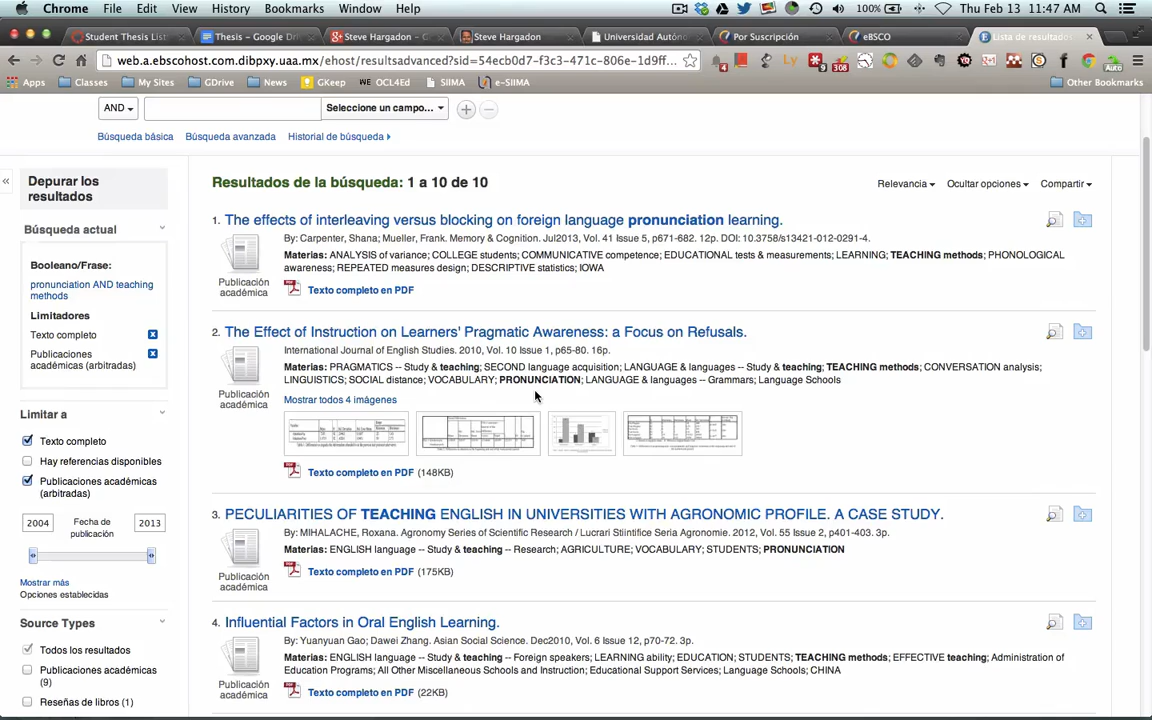 Chrome File Edit View History Bookmarks Window Help 100% Thu Feb 13 11:47 AM
Student Thesis List Thesis – Google Dri Steve Hargadon - C Steve Hargadon Universidad Autóno Por Suscripción eBSCO Lista de resultados
web.a.ebscohost.com.dibpxy.uaa.mx/ehost/resultsadvanced?sid=54ecb0d7-f3c3-471c-806e-1d9ff...
Apps Classes My Sites GDrive News GKeep OCL4Ed SIIMA e-SIIMA Other Bookmarks
AND Seleccione un campo...
Búsqueda básica Búsqueda avanzada Historial de búsqueda
Depurar los
resultados
Búsqueda actual
Booleano/Frase:
pronunciation AND teaching
methods
Limitadores
Texto completo
Publicaciones
académicas (arbitradas)
Limitar a
Texto completo
Hay referencias disponibles
Publicaciones académicas
(arbitradas)
2004 Fecha de publicación 2013
Mostrar más
Opciones establecidas
Source Types
Todos los resultados
Publicaciones académicas
(9)
Reseñas de libros (1)
Resultados de la búsqueda: 1 a 10 de 10
Relevancia Ocultar opciones Compartir
1. The effects of interleaving versus blocking on foreign language pronunciation learning.
By: Carpenter, Shana; Mueller, Frank. Memory & Cognition. Jul2013, Vol. 41 Issue 5, p671-682. 12p. DOI: 10.3758/s13421-012-0291-4.
Materias: ANALYSIS of variance; COLLEGE students; COMMUNICATIVE competence; EDUCATIONAL tests & measurements; LEARNING; TEACHING methods; PHONOLOGICAL
awareness; REPEATED measures design; DESCRIPTIVE statistics; IOWA
Publicación
académica
Texto completo en PDF
2. The Effect of Instruction on Learners' Pragmatic Awareness: a Focus on Refusals.
International Journal of English Studies. 2010, Vol. 10 Issue 1, p65-80. 16p.
Materias: PRAGMATICS -- Study & teaching; SECOND language acquisition; LANGUAGE & languages -- Study & teaching; TEACHING methods; CONVERSATION analysis;
LINGUISTICS; SOCIAL distance; VOCABULARY; PRONUNCIATION; LANGUAGE & languages -- Grammars; Language Schools
Publicación
académica
Mostrar todos 4 imágenes
Texto completo en PDF (148KB)
3. PECULIARITIES OF TEACHING ENGLISH IN UNIVERSITIES WITH AGRONOMIC PROFILE. A CASE STUDY.
By: MIHALACHE, Roxana. Agronomy Series of Scientific Research / Lucrari Stiintifice Seria Agronomie. 2012, Vol. 55 Issue 2, p401-403. 3p.
Materias: ENGLISH language -- Study & teaching -- Research; AGRICULTURE; VOCABULARY; STUDENTS; PRONUNCIATION
Publicación
académica
Texto completo en PDF (175KB)
4. Influential Factors in Oral English Learning.
By: Yuanyuan Gao; Dawei Zhang. Asian Social Science. Dec2010, Vol. 6 Issue 12, p70-72. 3p.
Materias: ENGLISH language -- Study & teaching -- Foreign speakers; LEARNING ability; EDUCATION; STUDENTS; TEACHING methods; EFFECTIVE teaching; Administration of
Education Programs; All Other Miscellaneous Schools and Instruction; Educational Support Services; Language Schools; CHINA
Publicación
académica
Texto completo en PDF (22KB)